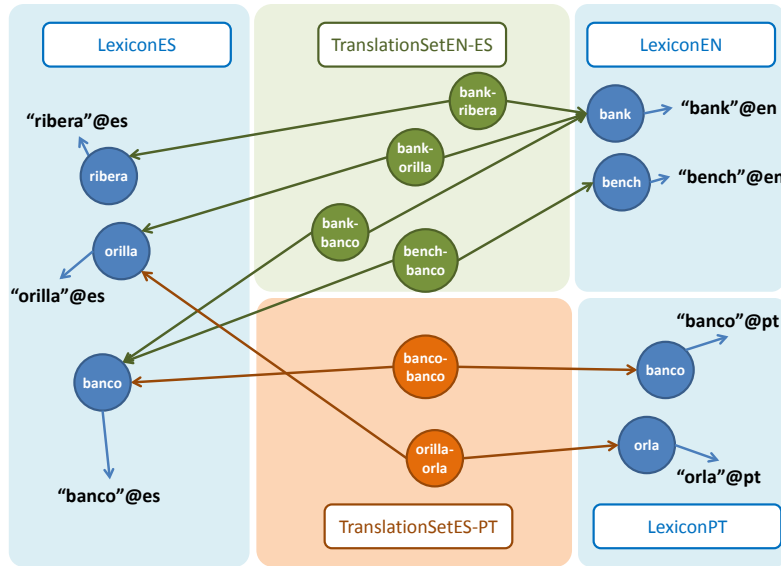 LexiconES
TranslationSetEN-ES
LexiconEN
bank-
ribera
bank
“bank”@en
“ribera”@es
ribera
bank-
orilla
bench
“bench”@en
orilla
bank-
banco
bench-
banco
“orilla”@es
“banco”@pt
banco
banco-
banco
banco
orilla-
orla
orla
“orla”@pt
“banco”@es
TranslationSetES-PT
LexiconPT